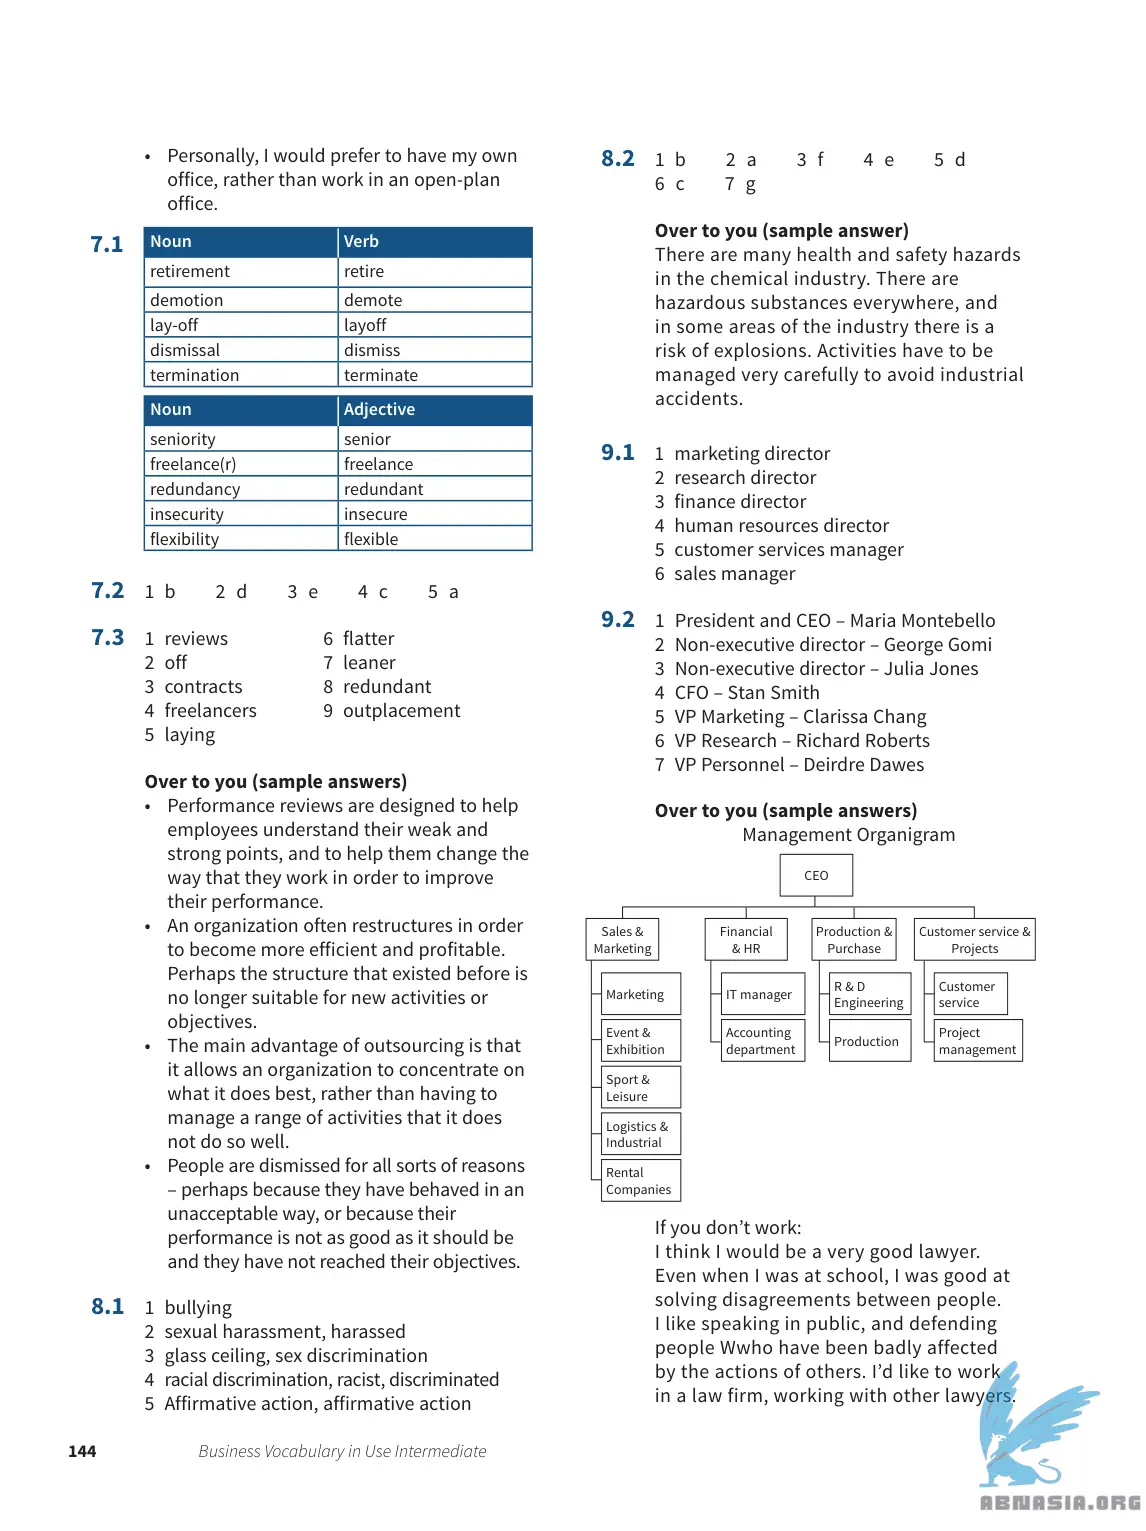 • Personally, I would prefer to have my own
office, rather than work in an open-plan
office.
7.1
Noun Verb
retirement retire
demotion demote
lay-off layoff
dismissal dismiss
termination terminate
Noun Adjective
seniority senior
freelance(r) freelance
redundancy redundant
insecurity insecure
flexibility flexible
7.2 1 b 2 d 3 e 4 c 5 a
7.3 1 reviews 6 flatter
2 off 7 leaner
3 contracts 8 redundant
4 freelancers 9 outplacement
5 laying
Over to you (sample answers)
• Performance reviews are designed to help
employees understand their weak and
strong points, and to help them change the
way that they work in order to improve
their performance.
• An organization often restructures in order
to become more efficient and profitable.
Perhaps the structure that existed before is
no longer suitable for new activities or
objectives.
• The main advantage of outsourcing is that
it allows an organization to concentrate on
what it does best, rather than having to
manage a range of activities that it does
not do so well.
• People are dismissed for all sorts of reasons
– perhaps because they have behaved in an
unacceptable way, or because their
performance is not as good as it should be
and they have not reached their objectives.
8.1 1 bullying
2 sexual harassment, harassed
3 glass ceiling, sex discrimination
4 racial discrimination, racist, discriminated
5 Affirmative action, affirmative action
8.2 1 b 2 a 3 f 4 e 5 d
6 c 7 g
Over to you (sample answer)
There are many health and safety hazards
in the chemical industry. There are
hazardous substances everywhere, and
in some areas of the industry there is a
risk of explosions. Activities have to be
managed very carefully to avoid industrial
accidents.
9.1 1 marketing director
2 research director
3 finance director
4 human resources director
5 customer services manager
6 sales manager
9.2 1 President and CEO – Maria Montebello
2 Non-executive director – George Gomi
3 Non-executive director – Julia Jones
4 CFO – Stan Smith
5 VP Marketing – Clarissa Chang
6 VP Research – Richard Roberts
7 VP Personnel – Deirdre Dawes
Over to you (sample answers)
Management Organigram
CEO
Sales &
Marketing
Marketing
Event &
Exhibition
Sport &
Leisure
Logistics &
Industrial
Rental
Companies
Financial
& HR
IT manager
Accounting
department
Production &
Purchase
R & D
Engineering
Production
Customer service &
Projects
Customer
service
Project
management
If you don’t work:
I think I would be a very good lawyer.
Even when I was at school, I was good at
solving disagreements between people.
I like speaking in public, and defending
people Wwho have been badly affected
by the actions of others. I’d like to work
in a law firm, working with other lawyers.
144 Business Vocabulary in Use Intermediate
ABNASIA.ORG